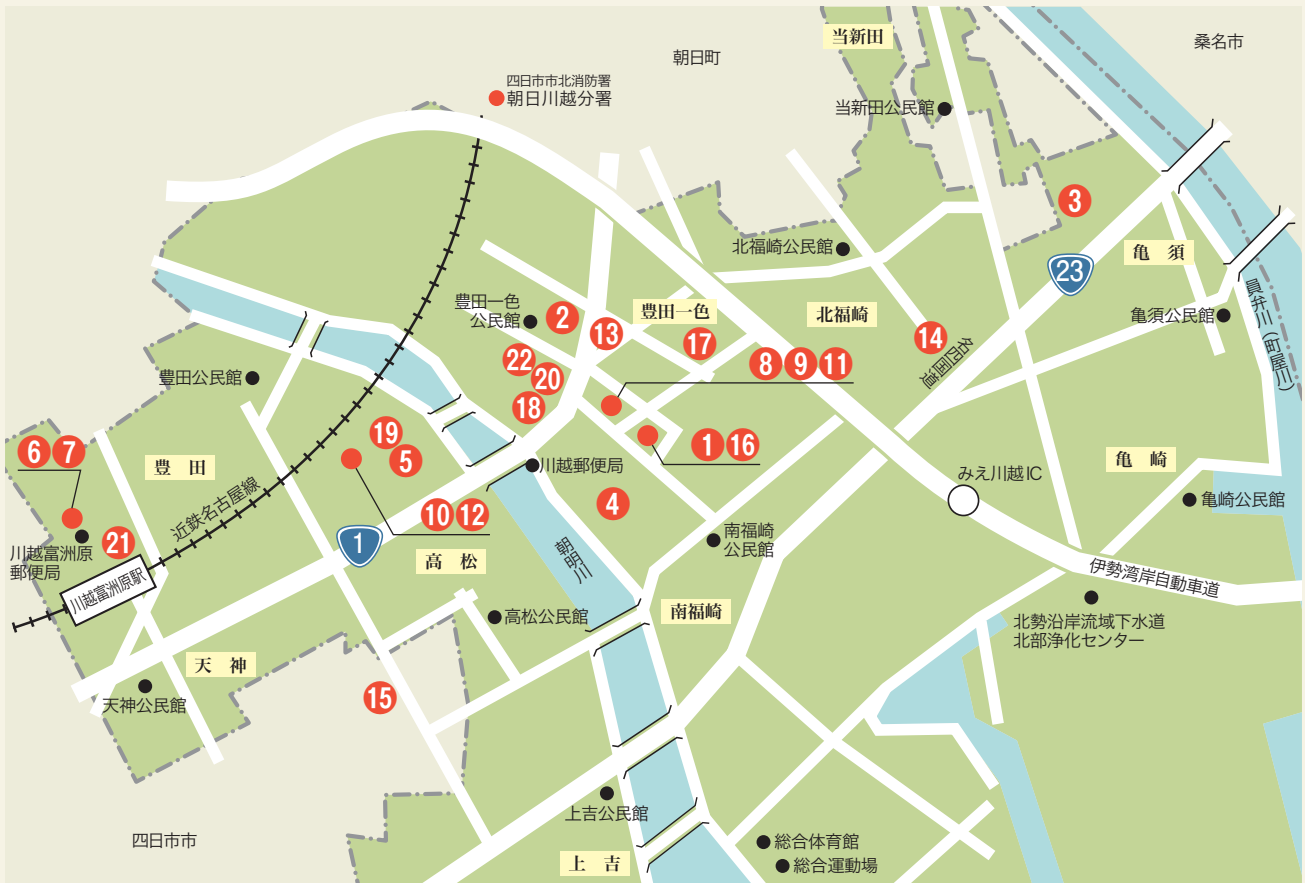 当新田
朝日町
桑名市
四日市市北消防署
朝日川越分署
当新田公民館
3
北福崎公民館
亀 須
23
員弁川(町屋川)
豊田一色
公民館
2
13
豊田一色
北福崎
亀須公民館
17
14
名四国道
22
20
18
8 9 11
豊田公民館
19
5
1 16
6 7
豊 田
川越郵便局
亀 崎
みえ川越IC
亀崎公民館
近鉄名古屋線
10 12
4
21
川越富洲原
郵便局
1
南福崎
公民館
高 松
朝明川
川越富洲原駅
伊勢湾岸自動車道
高松公民館
南福崎
北勢沿岸流域下水道
北部浄化センター
天 神
天神公民館
15
上吉公民館
四日市市
総合体育館
上 吉
総合運動場